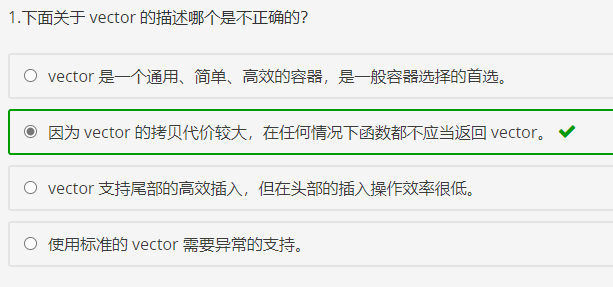 1.下面关于 vector 的描述哪个是不正确的？
vector 是一个通用、简单、高效的容器，是一般容器选择的首选。
因为 vector 的拷贝代价较大，在任何情况下函数都不应当返回 vector。
vector 支持尾部的高效插入，但在头部的插入操作效率很低。
使用标准的 vector 需要异常的支持。